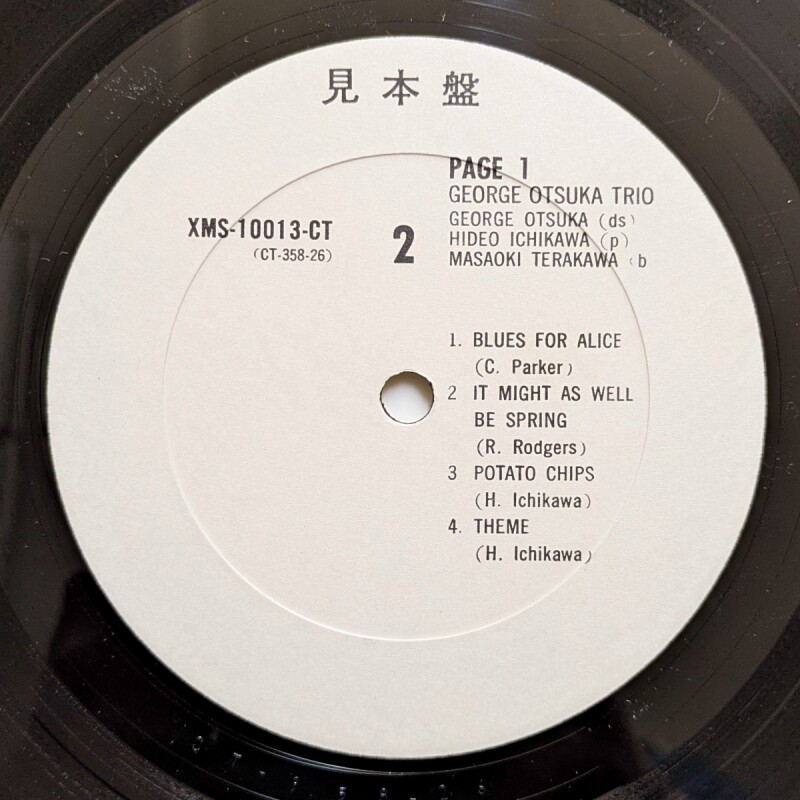 見本盤
PAGE 1
GEORGE OTSUKA TRIO
GEORGE OTSUKA (ds)
HIDEO ICHIKAWA (p)
MASAOKI TERAKAWA (b
XMS-10013-CT
(CT-358-26)
2
1. BLUES FOR ALICE
(C. Parker)
2 IT MIGHT AS WELL
BE SPRING
(R. Rodgers)
3 POTATO CHIPS
(H. Ichikawa)
4. THEME
(H. Ichikawa)